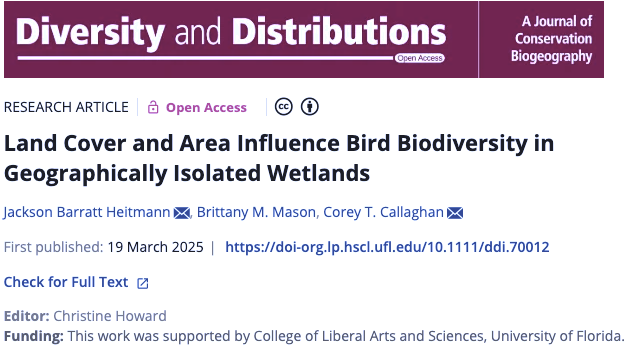 Diversity and Distributions
Open Access
A Journal of
Conservation
Biogeography
RESEARCH ARTICLE Open Access cc
Land Cover and Area Influence Bird Biodiversity in
Geographically Isolated Wetlands
Jackson Barratt Heitmann, Brittany M. Mason, Corey T. Callaghan
First published: 19 March 2025 | https://doi-org.lp.hscl.ufl.edu/10.1111/ddi.70012
Check for Full Text
Editor: Christine Howard
Funding: This work was supported by College of Liberal Arts and Sciences, University of Florida.